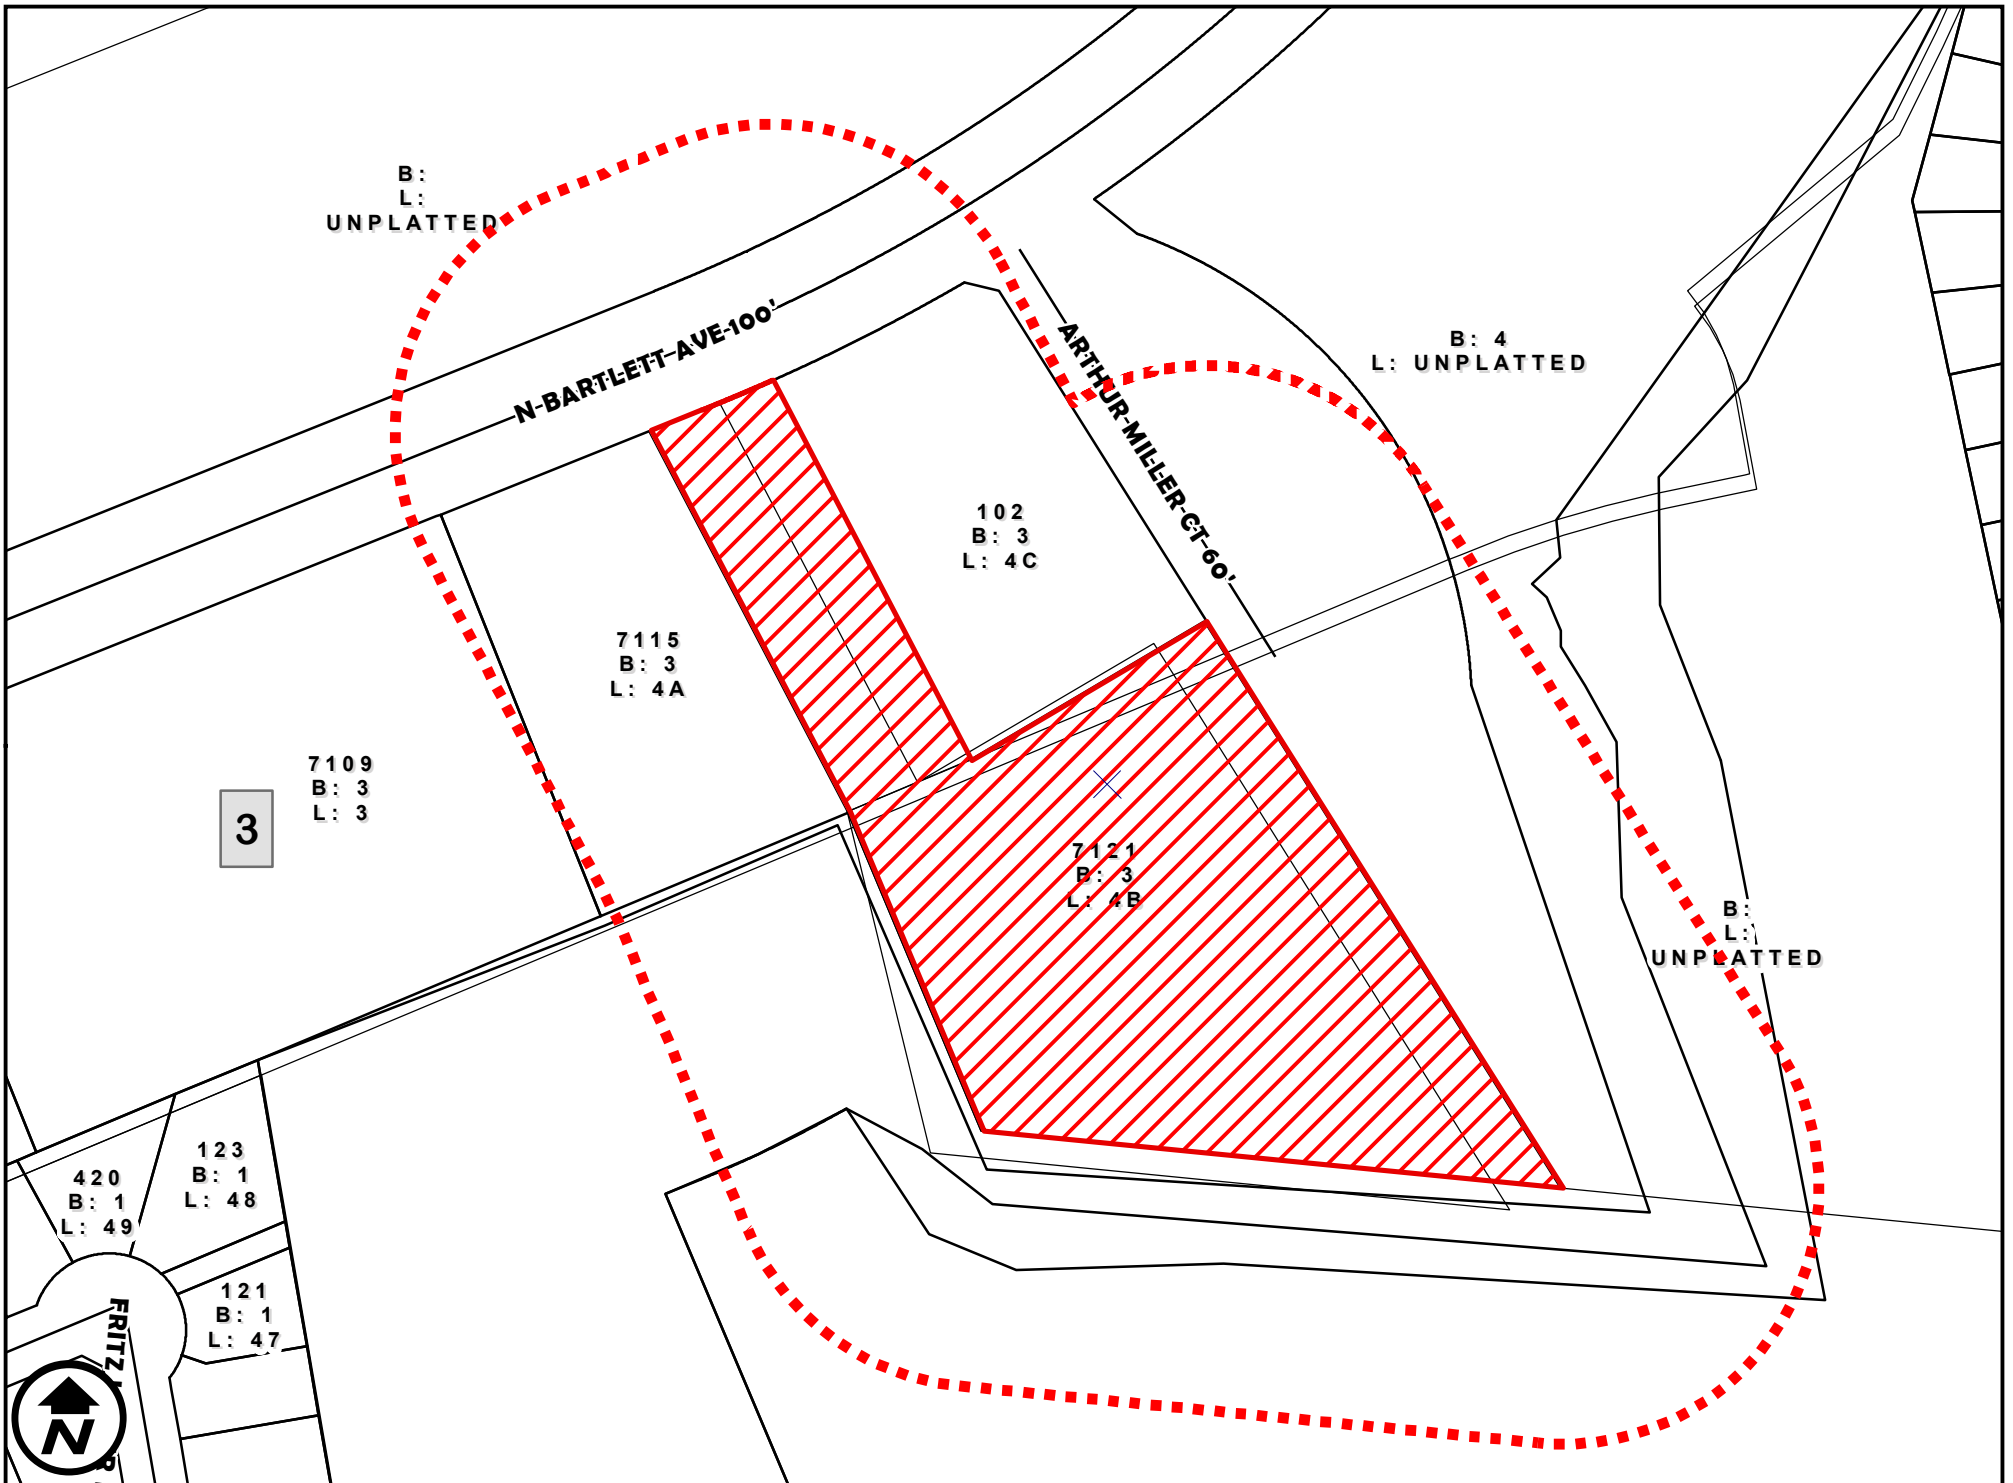 B:
L:
UNPLATTED
N-BARTLETT-AVE-100'
ARTHUR-MILLER-CT-60'
B: 4
L: UNPLATTED
102
B: 3
L: 4C
7115
B: 3
L: 4A
7109
B: 3
L: 3
3
7121
B: 3
L: 4B
B:
L:
UNPLATTED
123
B: 1
L: 48
420
B: 1
L: 49
121
B: 1
L: 47
FRITZ
N